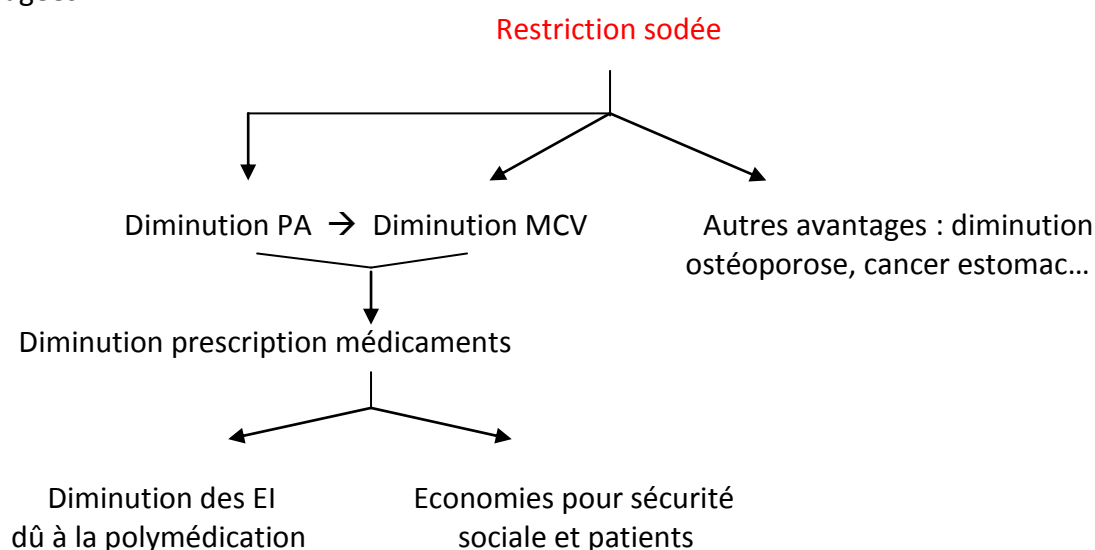 Restriction sodée
Diminution PA → Diminution MCV
Autres avantages : diminution
ostéoporose, cancer estomac…
Diminution prescription médicaments
Diminution des EI
dû à la polymédication
Economies pour sécurité
sociale et patients